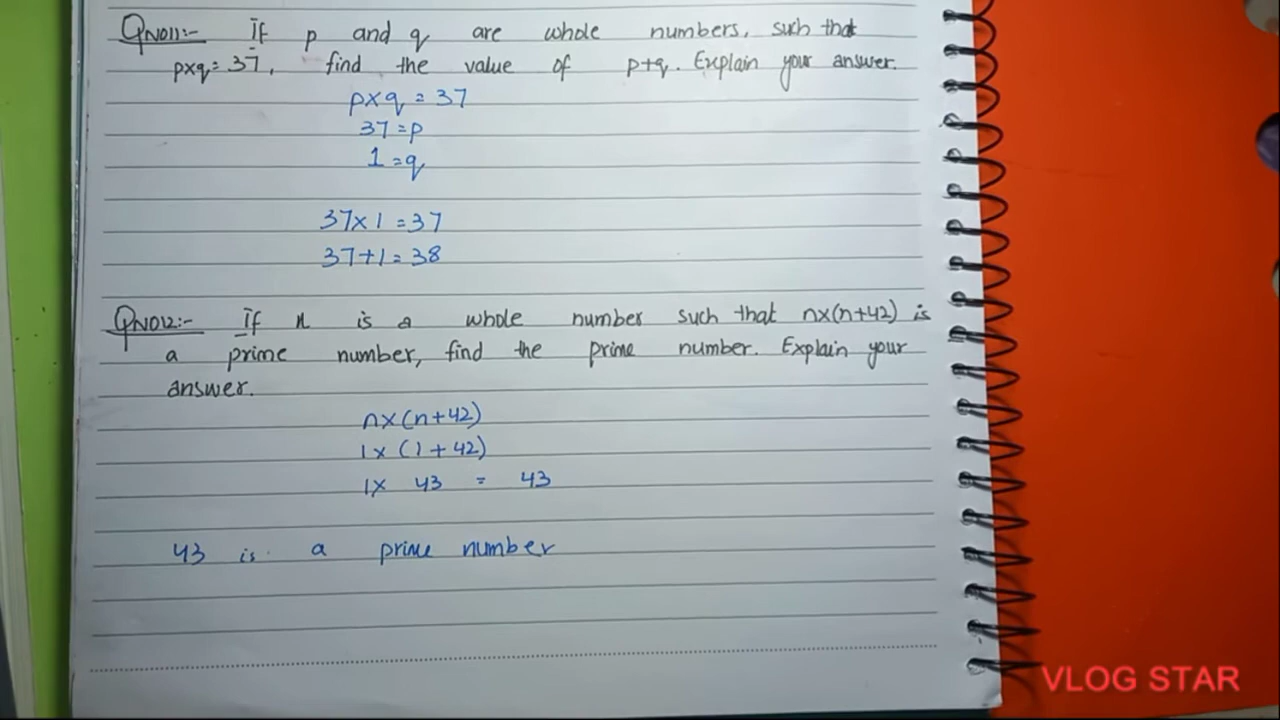 QNO11:- If p and q are whole numbers, such that
p×q = 37, find the value of p+q. Explain your answer.
p×q = 37
37 = p
1 = q
37×1 = 37
37+1 = 38
QNO12:- If n is a whole number such that n×(n+42) is
a prime number, find the prime number. Explain your
answer.
n×(n+42)
1×(1+42)
1× 43 = 43
43 is a prime number
VLOG STAR